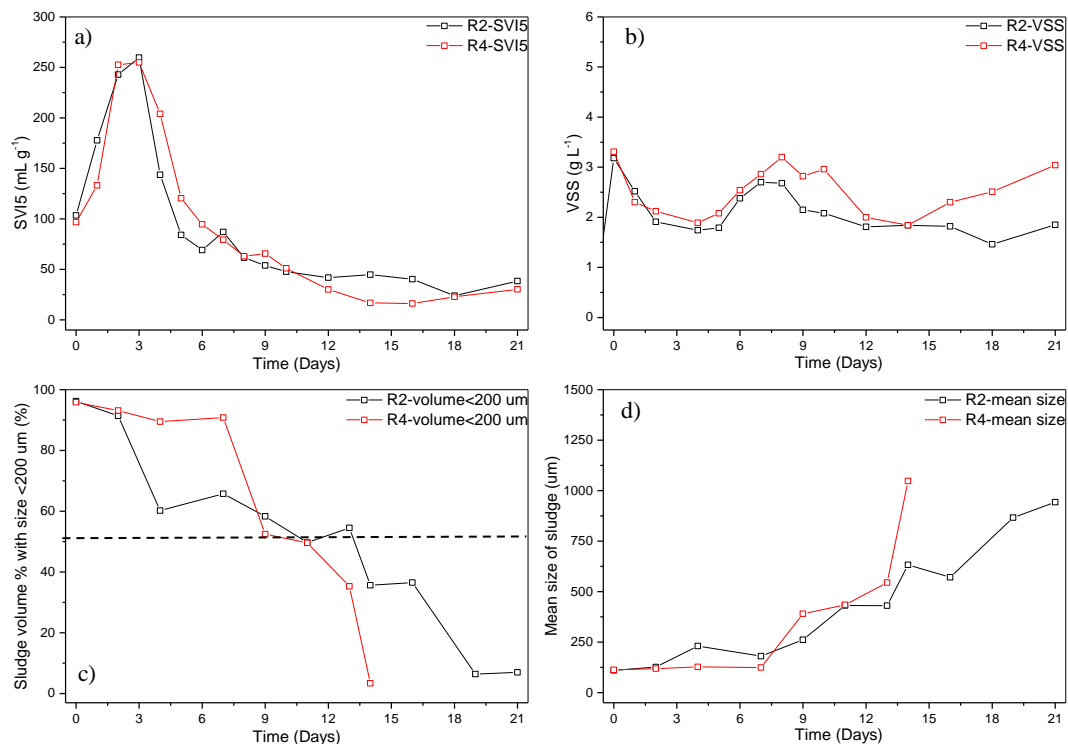 a)
R2-SVI5
R4-SVI5
SVI5 (mL g⁻¹)
300
250
200
150
100
50
0
0 3 6 9 12 15 18 21
Time (Days)
b)
R2-VSS
R4-VSS
VSS (g L⁻¹)
6
5
4
3
2
1
0
0 3 6 9 12 15 18 21
Time (Days)
c)
R2-volume<200 um
R4-volume<200 um
Sludge volume % with size <200 um (%)
100
80
60
40
20
0
0 3 6 9 12 15 18 21
Time (Days)
d)
R2-mean size
R4-mean size
Mean size of sludge (um)
1500
1250
1000
750
500
250
0
0 3 6 9 12 15 18 21
Time (Days)